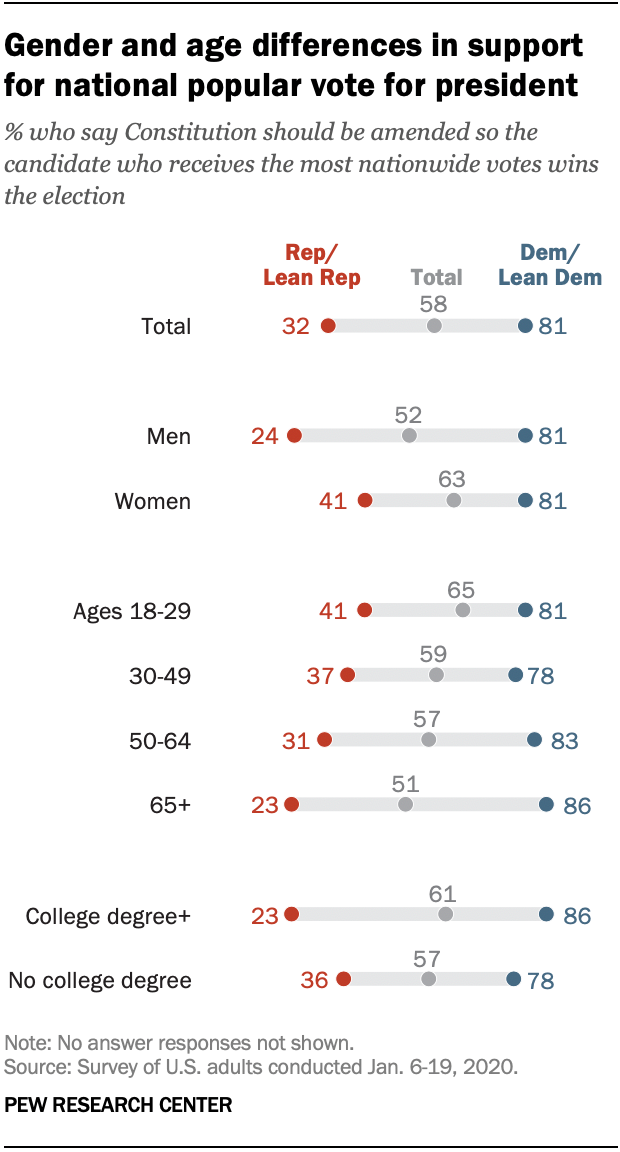 Gender and age differences in support
for national popular vote for president
% who say Constitution should be amended so the
candidate who receives the most nationwide votes wins
the election
Rep/
Lean Rep
Total
Dem/
Lean Dem
58
Total 32 81
52
Men 24 81
63
Women 41 81
65
Ages 18-29 41 81
59
30-49 37 78
57
50-64 31 83
51
65+ 23 86
61
College degree+ 23 86
57
No college degree 36 78
Note: No answer responses not shown.
Source: Survey of U.S. adults conducted Jan. 6-19, 2020.
PEW RESEARCH CENTER